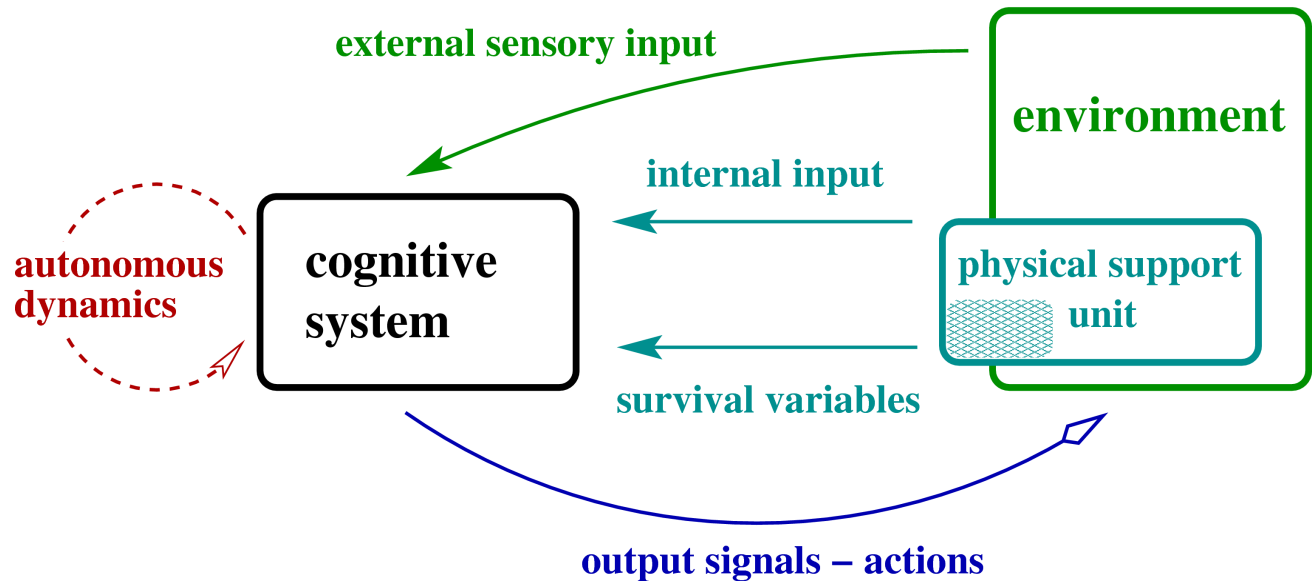 external sensory input
environment
internal input
autonomous
dynamics
cognitive
system
physical support
unit
survival variables
output signals – actions